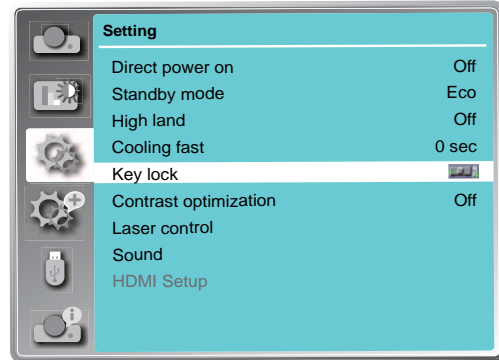 Setting
Direct power on Off
Standby mode Eco
High land Off
Cooling fast 0 sec
Key lock
Contrast optimization Off
Laser control
Sound
HDMI Setup